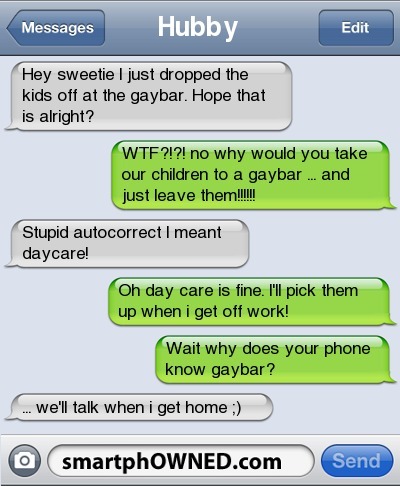 Messages
Hubby
Edit
Hey sweetie I just dropped the
kids off at the gaybar. Hope that
is alright?
WTF?!?! no why would you take
our children to a gaybar ... and
just leave them!!!!!!
Stupid autocorrect I meant
daycare!
Oh day care is fine. I'll pick them
up when i get off work!
Wait why does your phone
know gaybar?
... we'll talk when i get home ;)
smartphOWNED.com
Send